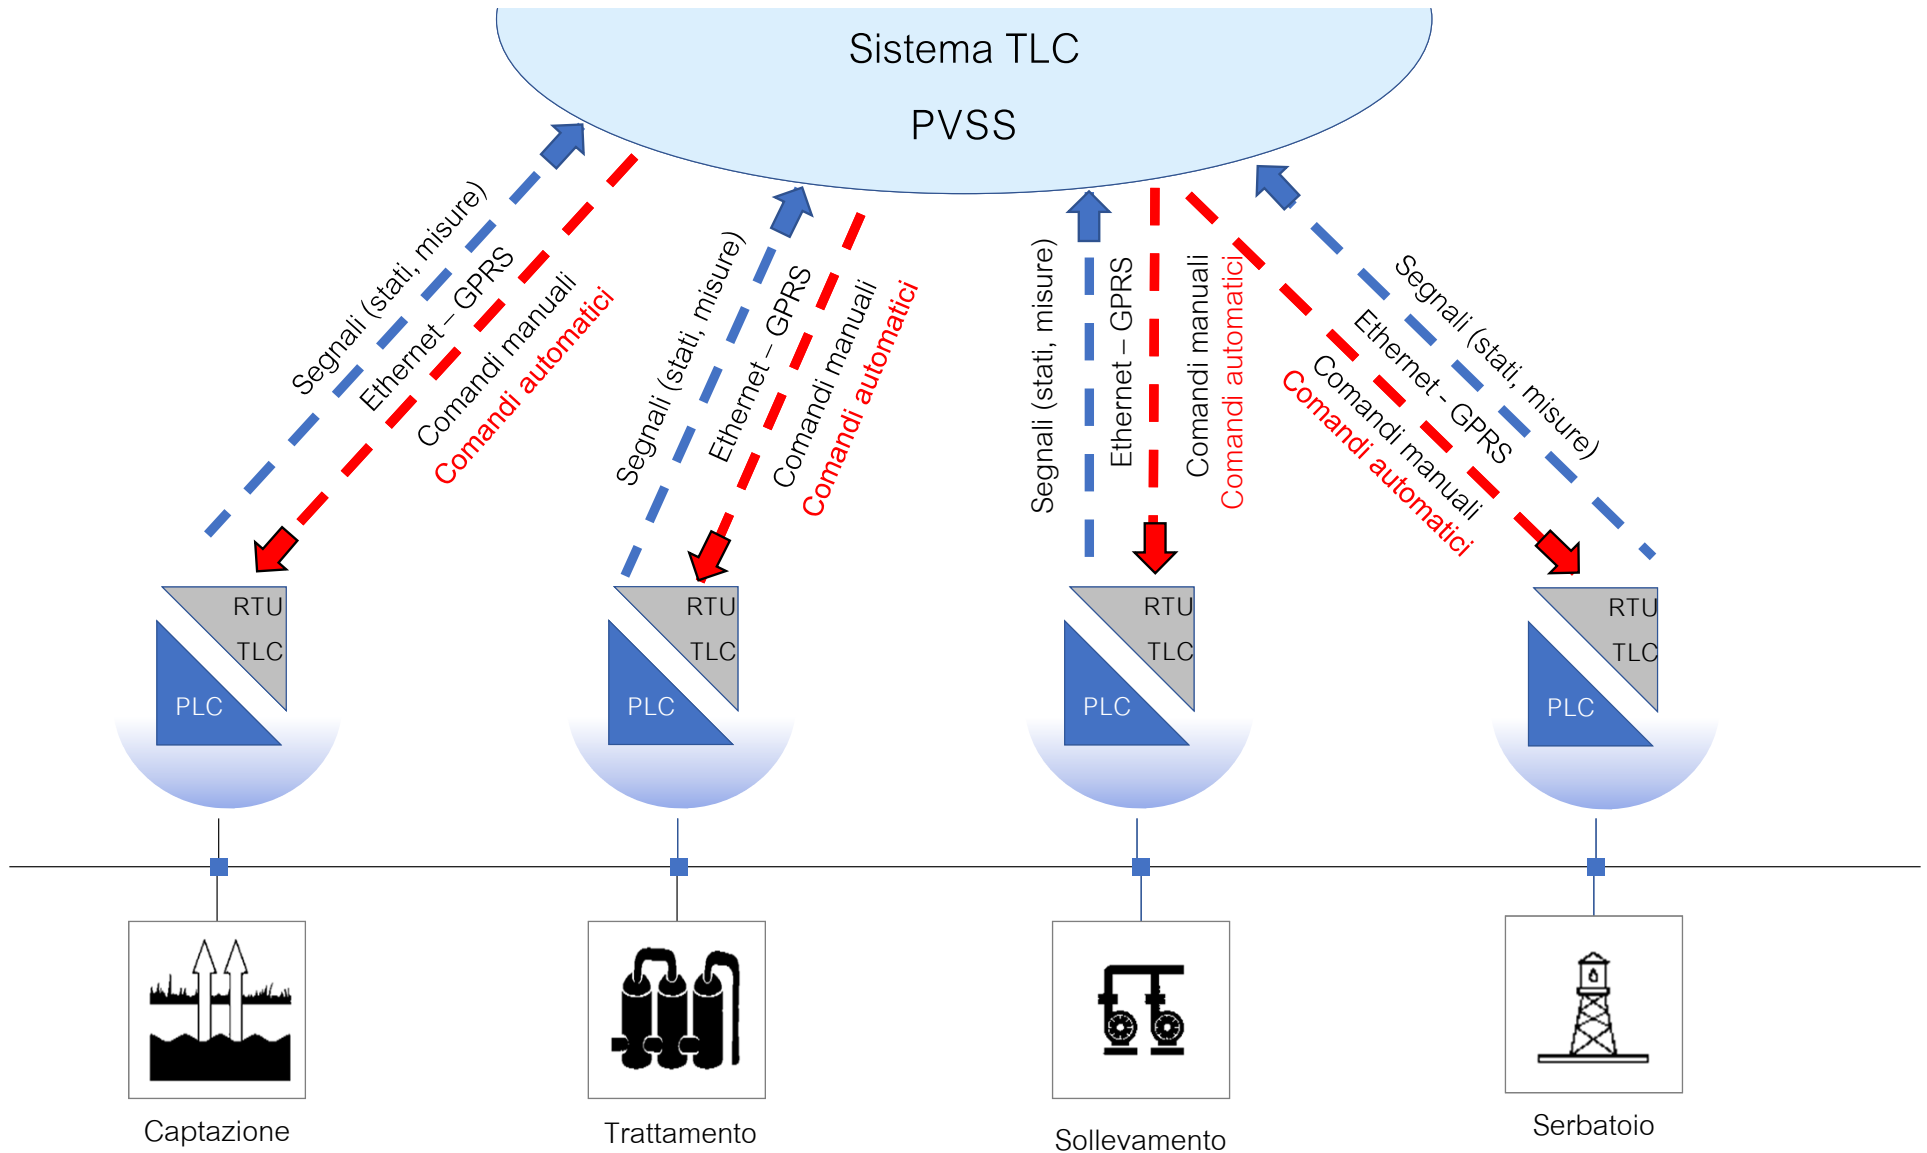 Sistema TLC
PVSS
Segnali (stati, misure)
Ethernet – GPRS
Comandi manuali
Comandi automatici
Segnali (stati, misure)
Ethernet – GPRS
Comandi manuali
Comandi automatici
Segnali (stati, misure)
Ethernet – GPRS
Comandi manuali
Comandi automatici
Segnali (stati, misure)
Ethernet - GPRS
Comandi manuali
Comandi automatici
RTU
TLC
PLC
RTU
TLC
PLC
RTU
TLC
PLC
RTU
TLC
PLC
Captazione
Trattamento
Sollevamento
Serbatoio